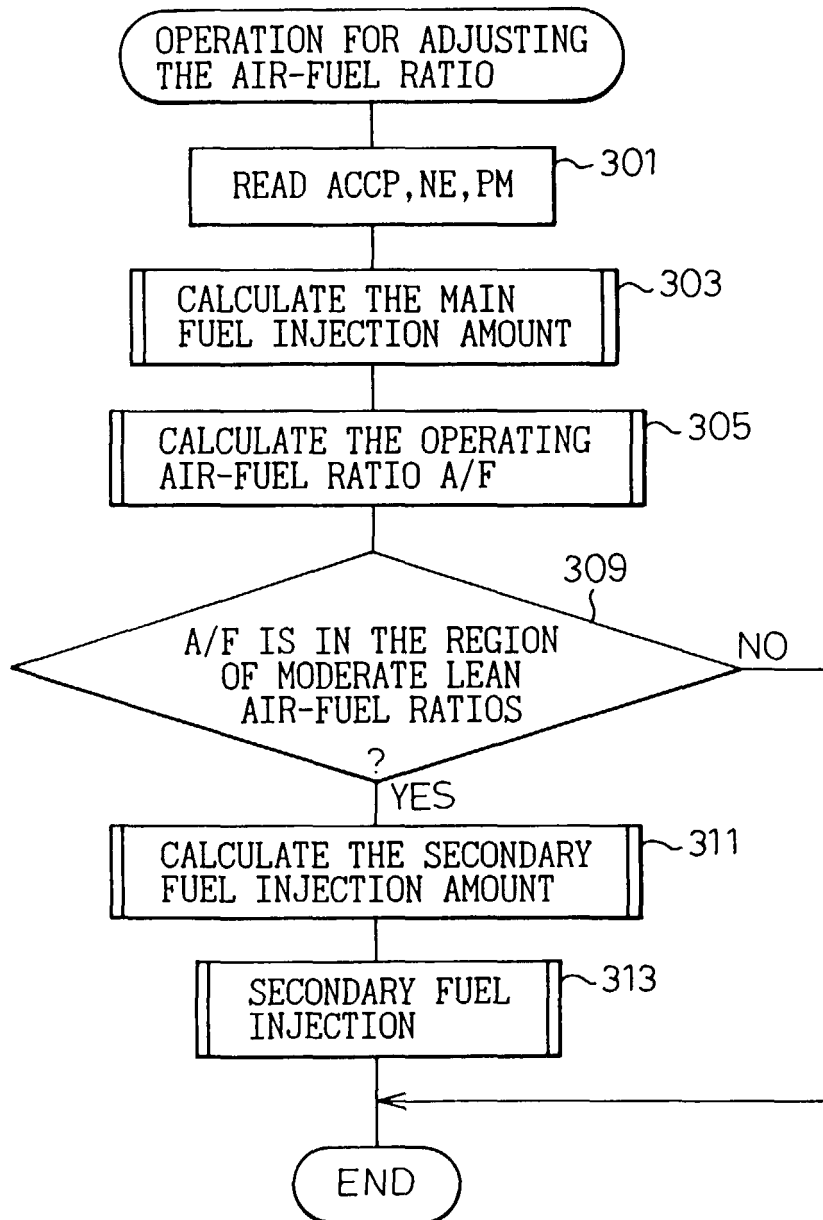 OPERATION FOR ADJUSTING
THE AIR-FUEL RATIO
301
READ ACCP,NE,PM
303
CALCULATE THE MAIN
FUEL INJECTION AMOUNT
305
CALCULATE THE OPERATING
AIR-FUEL RATIO A/F
309
A/F IS IN THE REGION
OF MODERATE LEAN
AIR-FUEL RATIOS
?
NO
YES
311
CALCULATE THE SECONDARY
FUEL INJECTION AMOUNT
313
SECONDARY FUEL
INJECTION
END